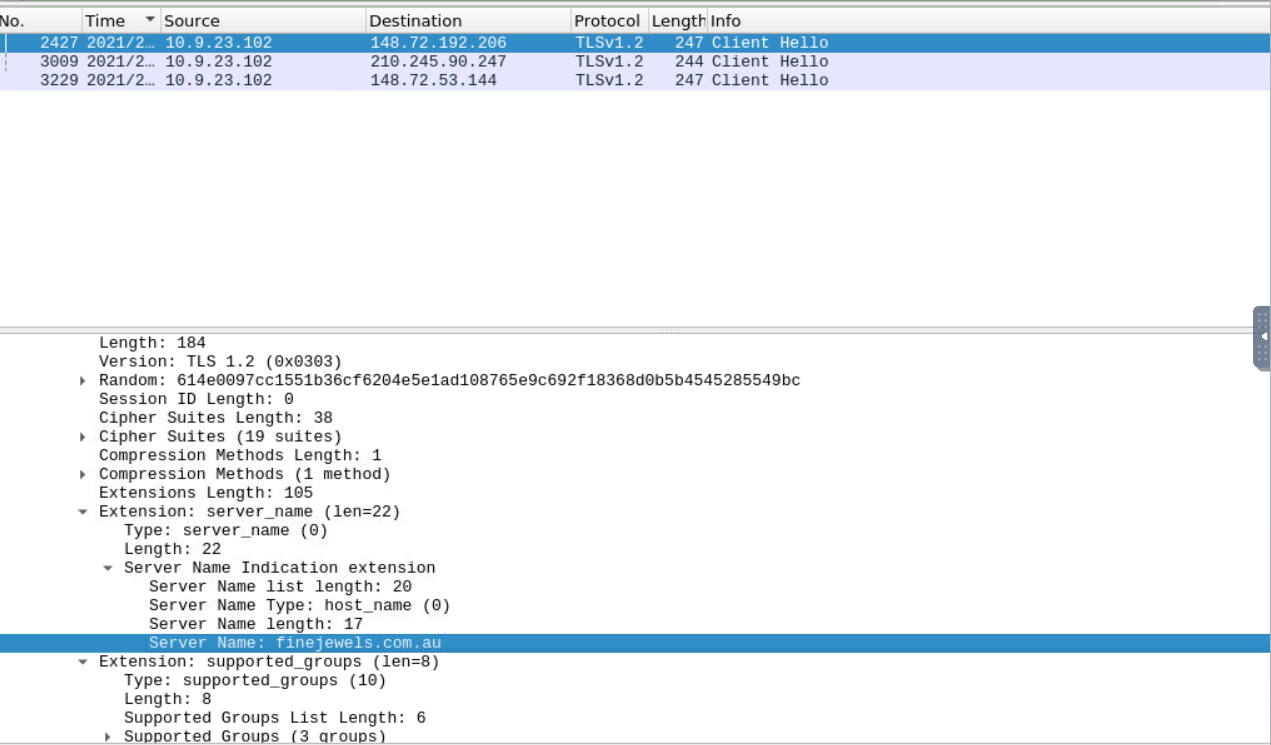 No. Time Source Destination Protocol Length Info
2427 2021/2… 10.9.23.102 148.72.192.206 TLSv1.2 247 Client Hello
3009 2021/2… 10.9.23.102 210.245.90.247 TLSv1.2 244 Client Hello
3229 2021/2… 10.9.23.102 148.72.53.144 TLSv1.2 247 Client Hello
Length: 184
Version: TLS 1.2 (0x0303)
Random: 614e0097cc1551b36cf6204e5e1ad108765e9c692f18368d0b5b4545285549bc
Session ID Length: 0
Cipher Suites Length: 38
Cipher Suites (19 suites)
Compression Methods Length: 1
Compression Methods (1 method)
Extensions Length: 105
Extension: server_name (len=22)
Type: server_name (0)
Length: 22
Server Name Indication extension
Server Name list length: 20
Server Name Type: host_name (0)
Server Name length: 17
Server Name: finejewels.com.au
Extension: supported_groups (len=8)
Type: supported_groups (10)
Length: 8
Supported Groups List Length: 6
Supported Groups (3 groups)